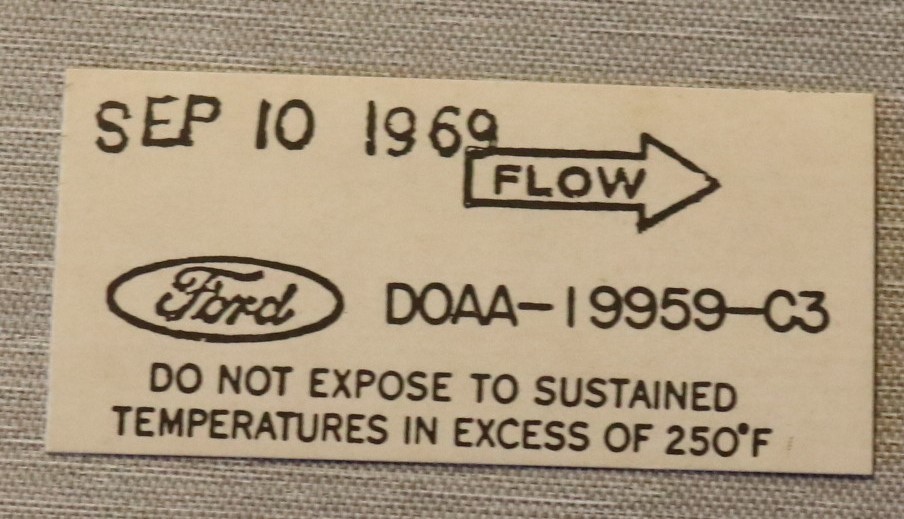 SEP 10 1969
FLOW
Ford DOAA-19959-C3
DO NOT EXPOSE TO SUSTAINED
TEMPERATURES IN EXCESS OF 250°F